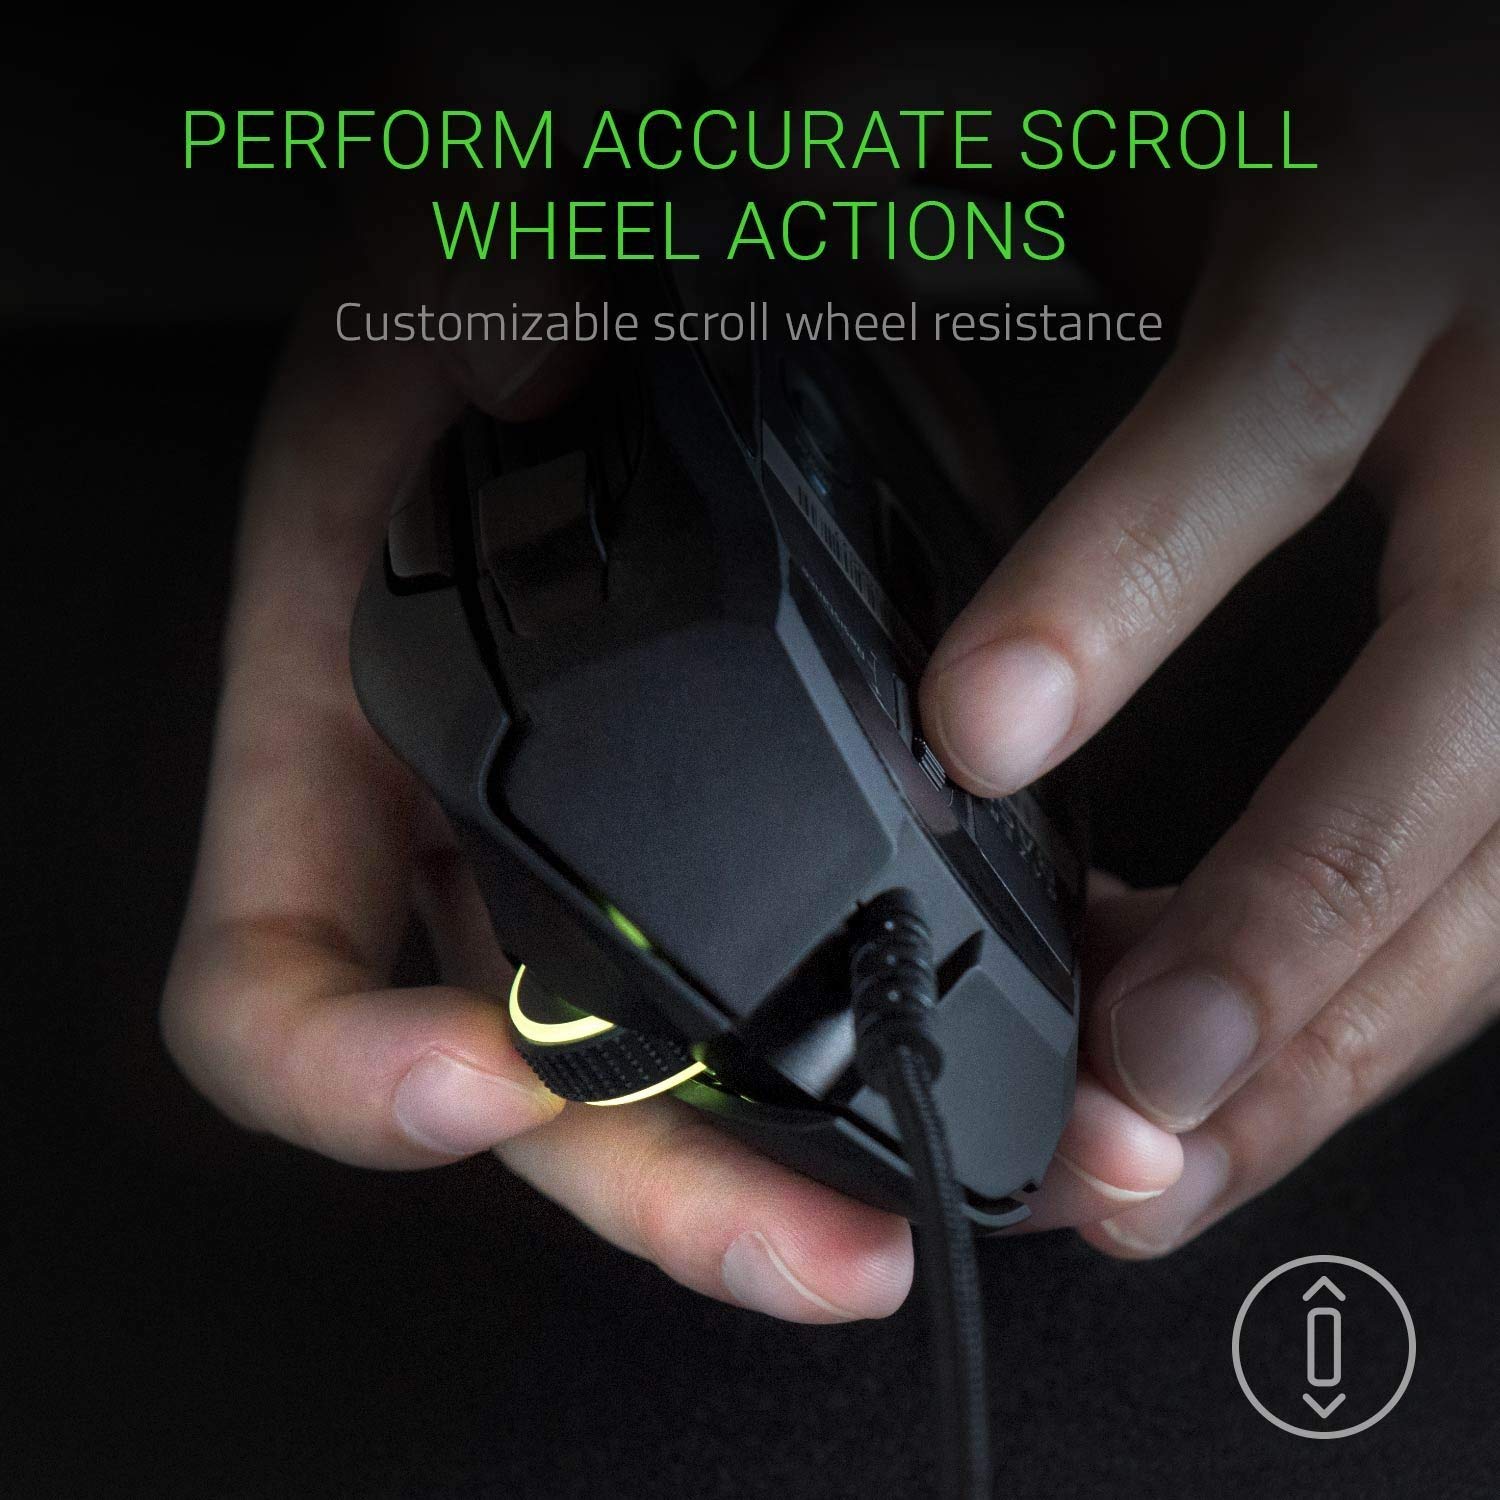 PERFORM ACCURATE SCROLL
WHEEL ACTIONS
Customizable scroll wheel resistance